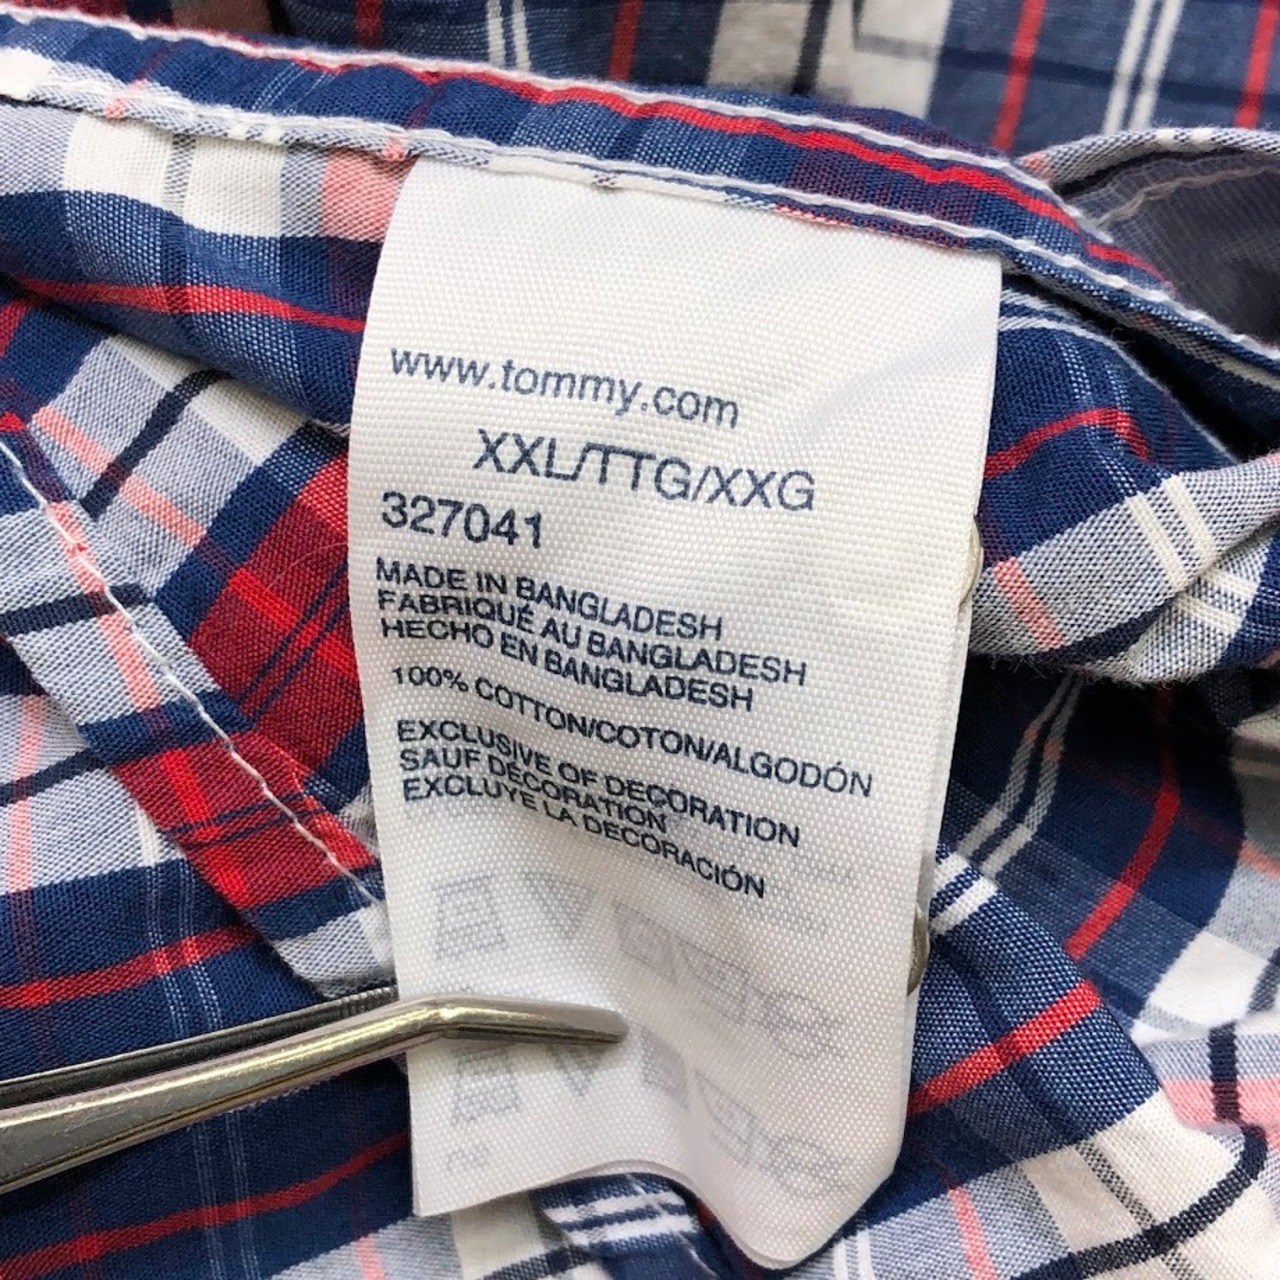 www.tommy.com
XXL/TTG/XXG
327041
MADE IN BANGLADESH
FABRIQUÉ AU BANGLADESH
HECHO EN BANGLADESH
100% COTTON/COTON/ALGODÓN
EXCLUSIVE OF DECORATION
SAUF DÉCORATION
EXCLUYE LA DECORACIÓN